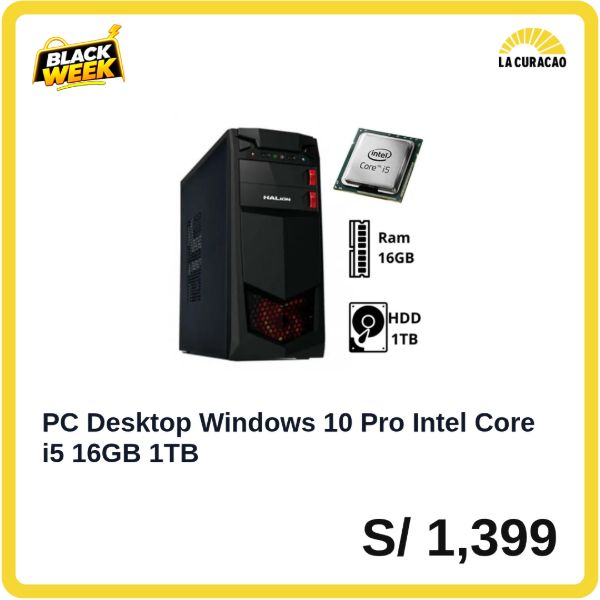 BLACK
WEEK
LA CURACAO
intel
Core™ i5
HALION
Ram
16GB
HDD
1TB
PC Desktop Windows 10 Pro Intel Core
i5 16GB 1TB
S/ 1,399